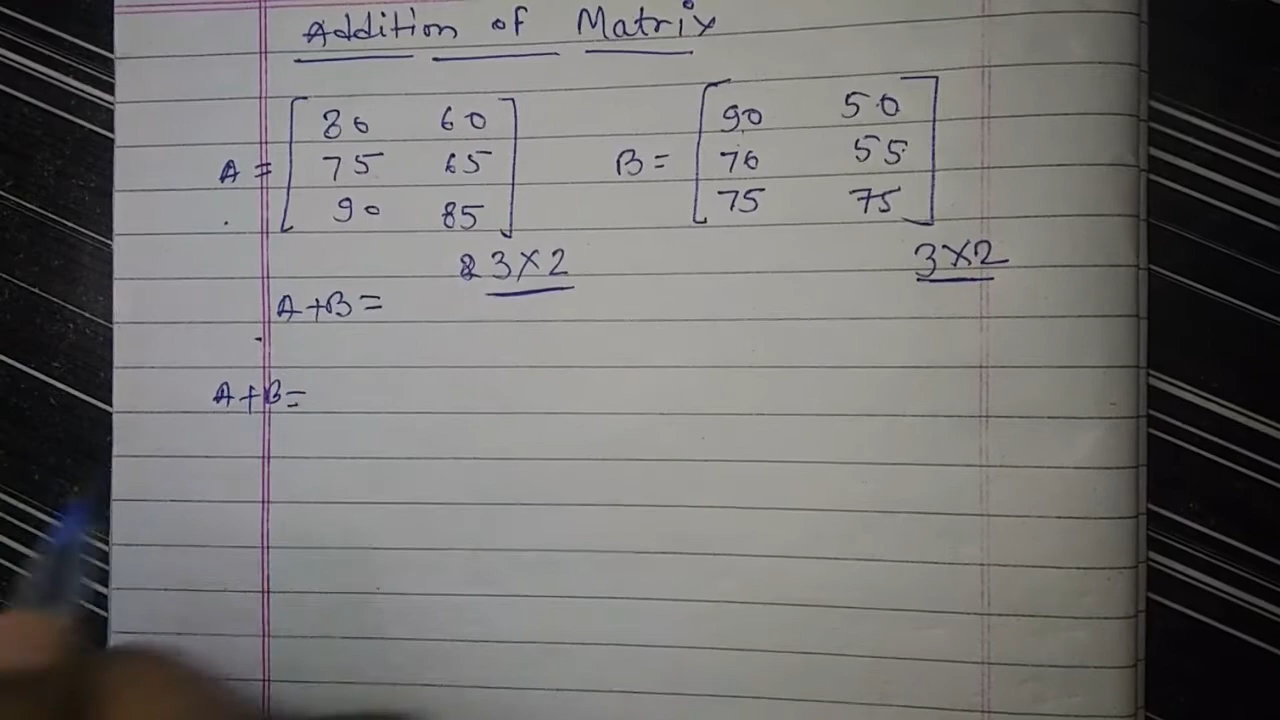 Addition of Matrix
A = [ 80 60 ] B = [ 90 50 ]
75 65 70 55
90 85 75 75
3×2 3×2
A+B=
A+B=